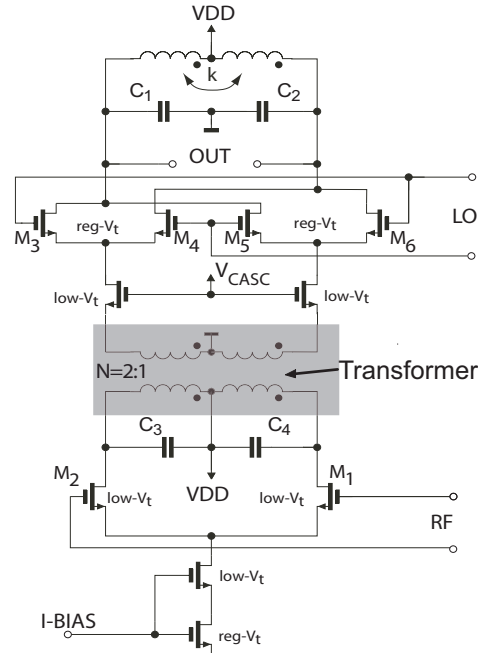 VDD
k
C1 C2
OUT
M3 reg-Vt M4 M5 reg-Vt M6
LO
low-Vt VCASC low-Vt
N=2:1 Transformer
C3 C4
VDD
M2 low-Vt low-Vt M1
RF
low-Vt
I-BIAS
reg-Vt